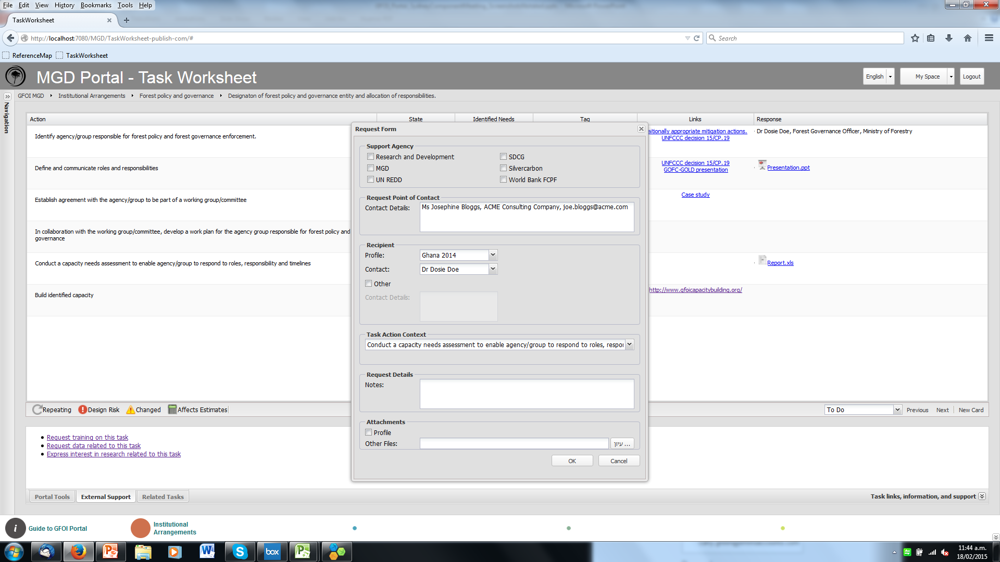 File Edit View History Bookmarks Tools Help
TaskWorksheet
http://localhost:7080/MGD/TaskWorksheet-publish-com/#
Search
ReferenceMap TaskWorksheet
MGD Portal - Task Worksheet
English My Space Logout
GFOI MGD Institutional Arrangements Forest policy and governance Designaton of forest policy and governance entity and allocation of responsibilities.
Navigation
Action State Identified Needs Tag Links Response
Identify agency/group responsible for forest policy and forest governance enforcement.
appropriate mitigation actions.
UNFCCC decision 15/CP.19
Dr Dosie Doe, Forest Governance Officer, Ministry of Forestry
Define and communicate roles and responsibilities
UNFCCC decision 15/CP.19
GOFC-GOLD presentation
Presentation.ppt
Establish agreement with the agency/group to be part of a working group/committee
Case study
In collaboration with the working group/committee, develop a work plan for the agency group responsible for forest policy and
governance
Conduct a capacity needs assessment to enable agency/group to respond to roles, responsibility and timelines
Report.xls
Build identified capacity
http://www.gfoicapacitybuilding.org/
Request Form
Support Agency
Research and Development SDCG
MGD Silvercarbon
UN REDD World Bank FCPF
Request Point of Contact
Contact Details: Ms Josephine Bloggs, ACME Consulting Company, joe.bloggs@acme.com
Recipient
Profile: Ghana 2014
Contact: Dr Dosie Doe
Other
Contact Details:
Task Action Context
Conduct a capacity needs assessment to enable agency/group to respond to roles, respor
Request Details
Notes:
Attachments
Profile
Other Files: עיון ...
OK Cancel
Repeating Design Risk Changed Affects Estimates
To Do Previous Next New Card
Request training on this task
Request data related to this task
Express interest in research related to this task
Portal Tools External Support Related Tasks
Task links, information, and support
Guide to GFOI Portal
Institutional
Arrangements
box
11:44 a.m.
18/02/2015